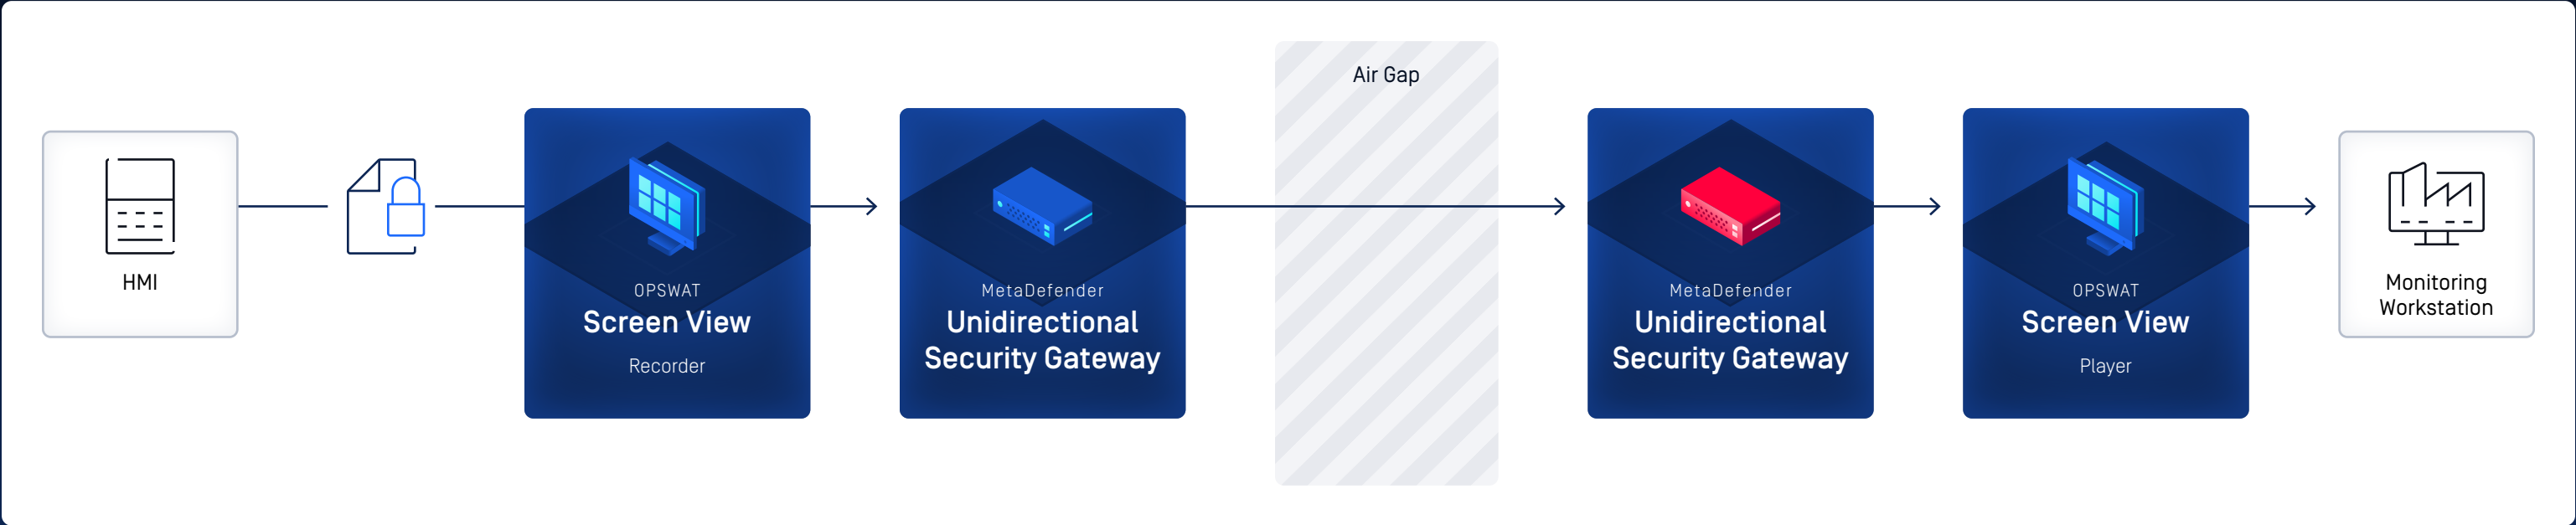 Air Gap
HMI
OPSWAT
Screen View
Recorder
MetaDefender
Unidirectional
Security Gateway
MetaDefender
Unidirectional
Security Gateway
OPSWAT
Screen View
Player
Monitoring
Workstation